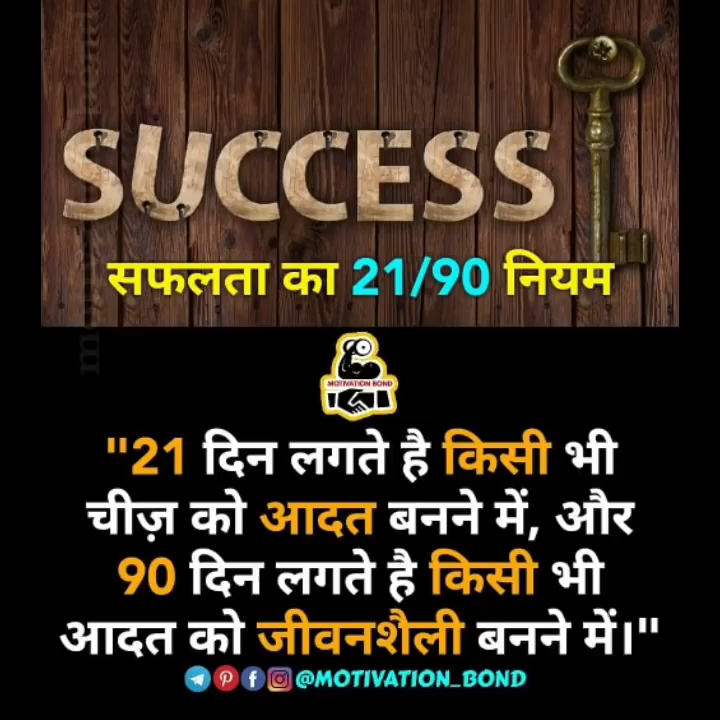 SUCCESS
सफलता का 21/90 नियम
MOTIVATION BOND
"21 दिन लगते है किसी भी
चीज़ को आदत बनने में, और
90 दिन लगते है किसी भी
आदत को जीवनशैली बनने में।"
@MOTIVATION_BOND